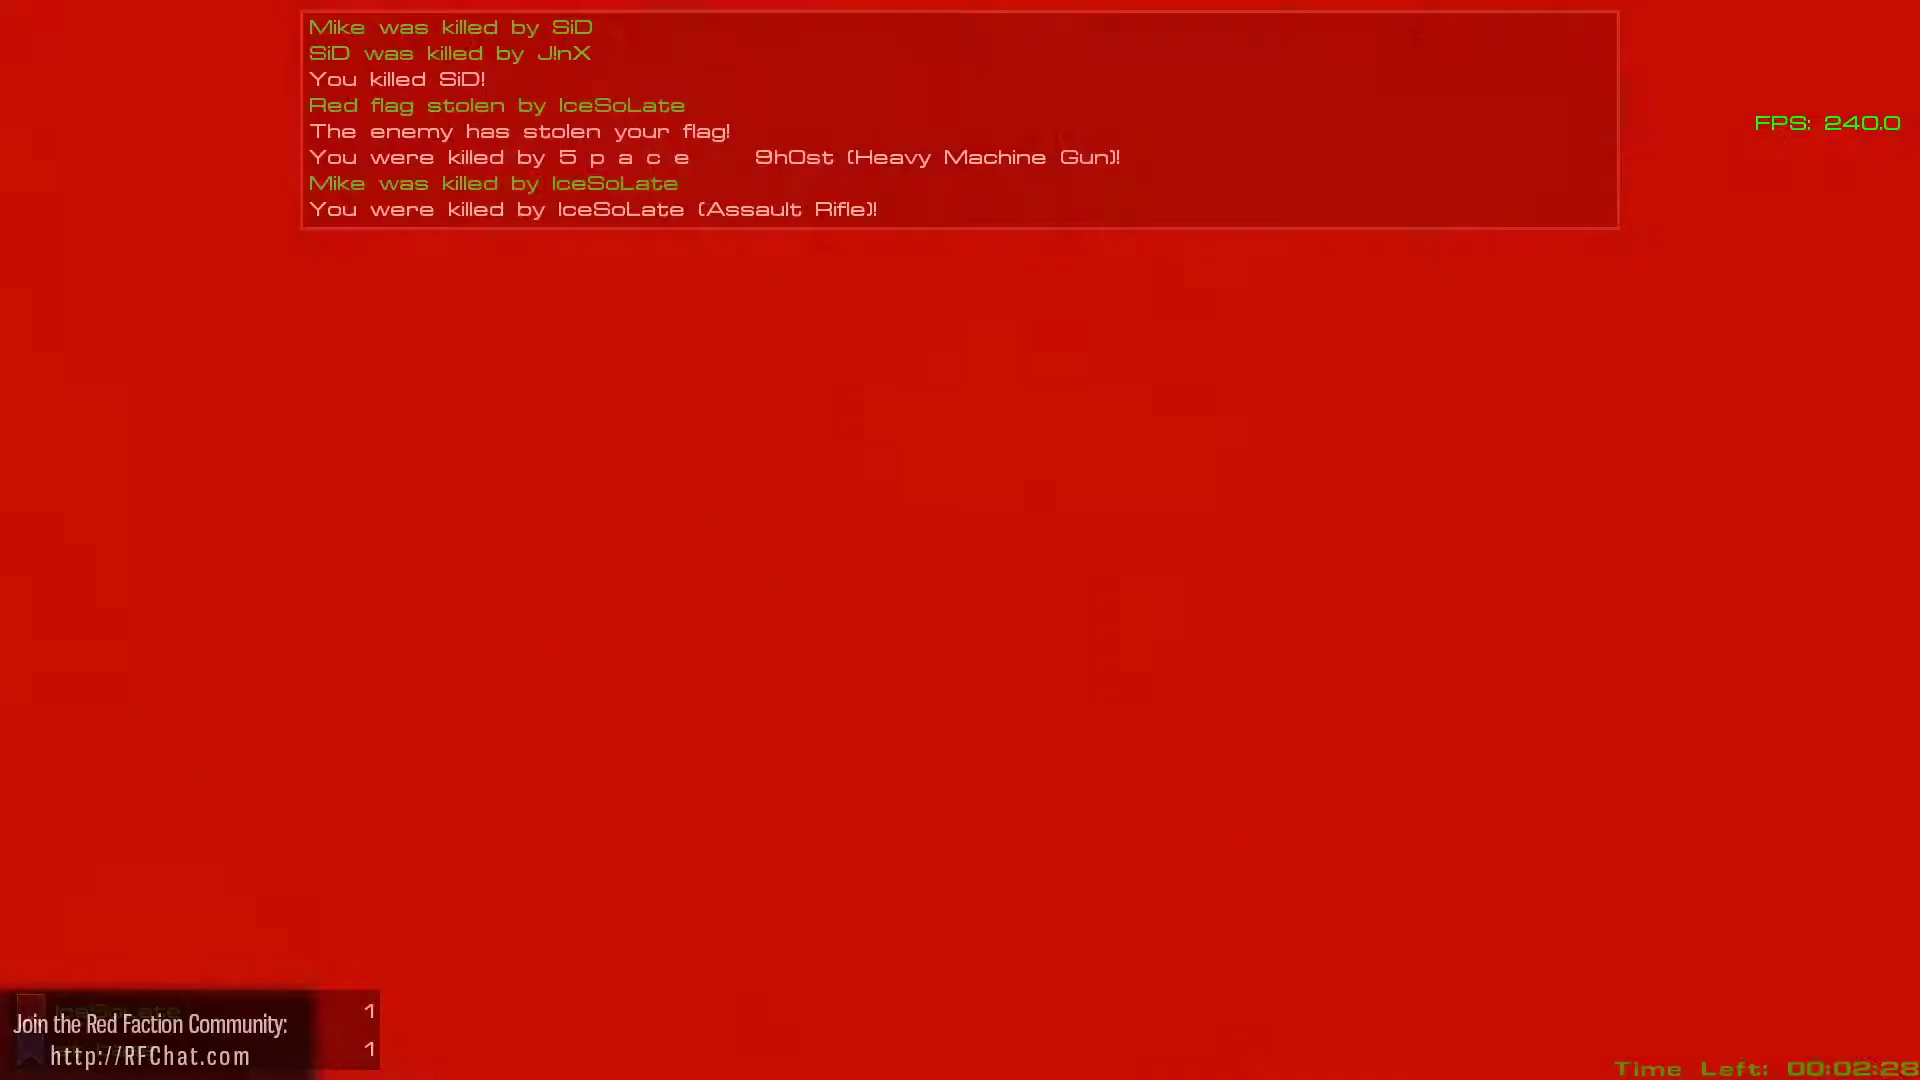 Mike was killed by SiD
SiD was killed by J!nX
You killed SiD!
Red flag stolen by IceSoLate
The enemy has stolen your flag!
You were killed by 5 p a c e 9h0st (Heavy Machine Gun)!
Mike was killed by IceSoLate
You were killed by IceSoLate (Assault Rifle)!
FPS: 240.0
IceSoLate 1
Join the Red Faction Community:
1
http://RFChat.com
Time Left: 00:02:28